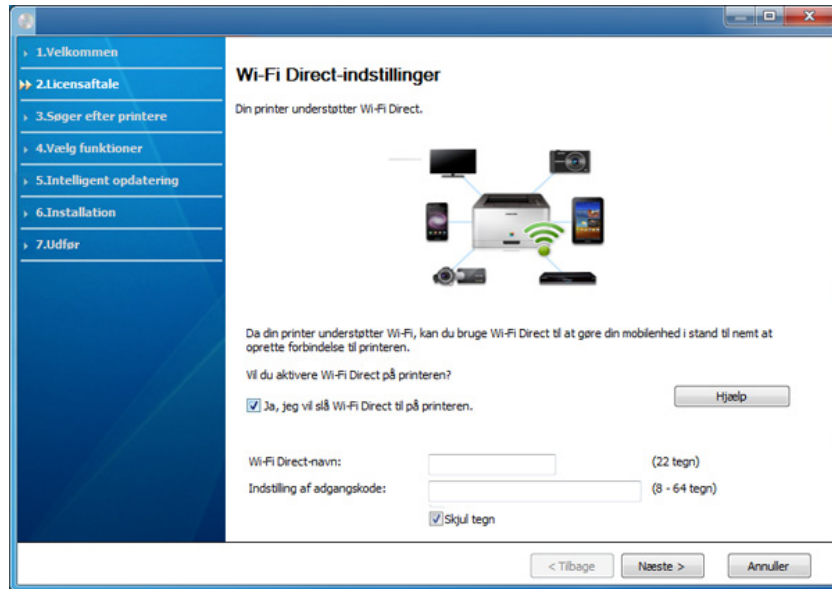 1.Velkommen
2.Licensaftale
3.Søger efter printere
4.Vælg funktioner
5.Intelligent opdatering
6.Installation
7.Udfør
Wi-Fi Direct-indstillinger
Din printer understøtter Wi-Fi Direct.
Da din printer understøtter Wi-Fi, kan du bruge Wi-Fi Direct til at gøre din mobilenhed i stand til nemt at
oprette forbindelse til printeren.
Vil du aktivere Wi-Fi Direct på printeren?
Ja, jeg vil slå Wi-Fi Direct til på printeren.
Hjælp
Wi-Fi Direct-navn: (22 tegn)
Indstilling af adgangskode: (8 - 64 tegn)
Skjul tegn
< Tilbage Næste > Annuller